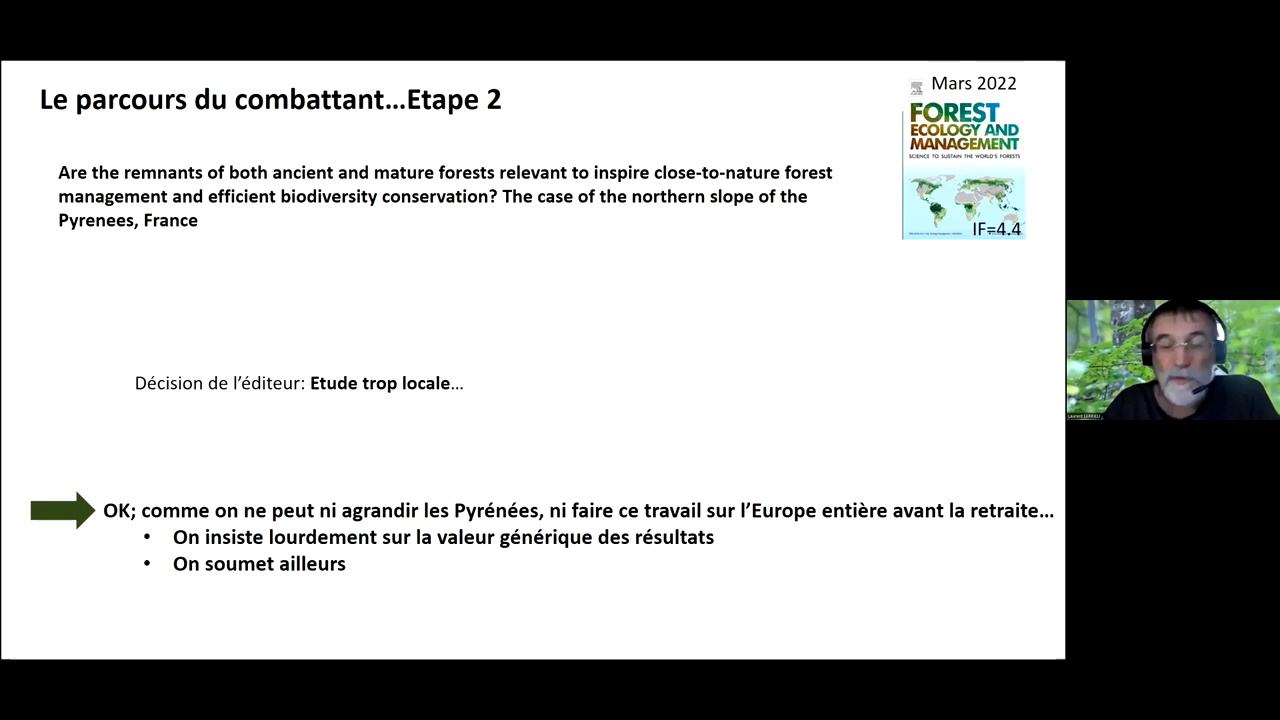 Le parcours du combattant...Etape 2
Mars 2022
FOREST
ECOLOGY AND
MANAGEMENT
SCIENCE TO SUSTAIN THE WORLD'S FORESTS
IF=4.4
Are the remnants of both ancient and mature forests relevant to inspire close-to-nature forest
management and efficient biodiversity conservation? The case of the northern slope of the
Pyrenees, France
Décision de l'éditeur: Etude trop locale...
OK; comme on ne peut ni agrandir les Pyrénées, ni faire ce travail sur l'Europe entière avant la retraite...
• On insiste lourdement sur la valeur générique des résultats
• On soumet ailleurs
Laurent LARRIEU